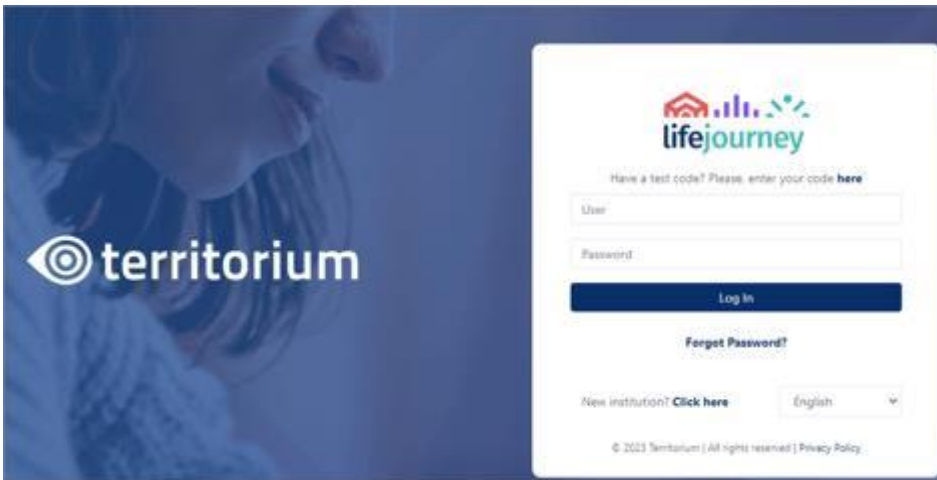 territorium
lifejourney
Have a test code? Please, enter your code here
User
Password
Log In
Forgot Password?
New institution? Click here
English
© 2023 Territorium | All rights reserved | Privacy Policy